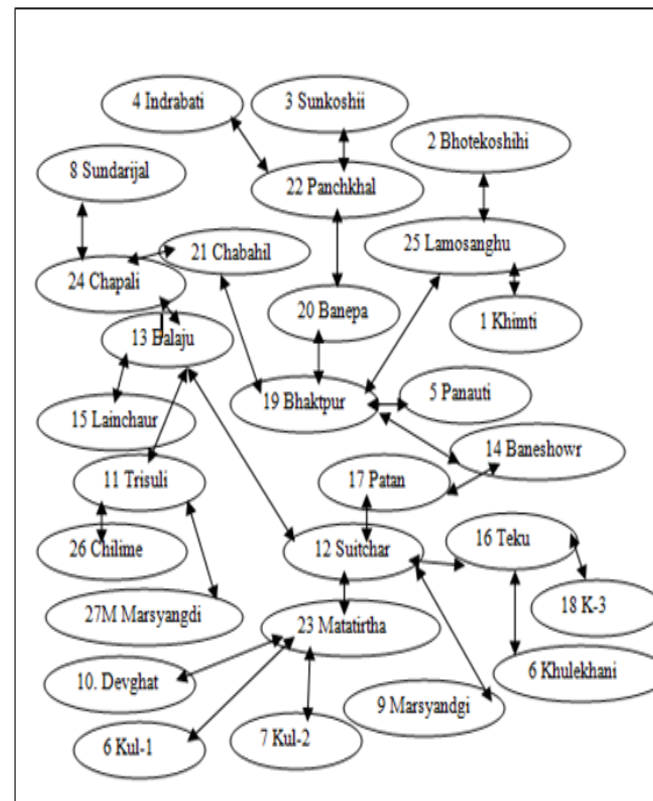 4 Indrabati
3 Sunkoshii
2 Bhotekoshihi
8 Sundarijal
22 Panchkhal
21 Chabahil
25 Lamosanghu
24 Chapali
20 Banepa
1 Khimti
13 Balaju
5 Panauti
19 Bhaktpur
15 Lainchaur
14 Baneshowr
11 Trisuli
17 Patan
16 Teku
26 Chilime
12 Suitchar
18 K-3
27M Marsyangdi
23 Matatirtha
6 Khulekhani
10. Devghat
9 Marsyandgi
6 Kul-1
7 Kul-2